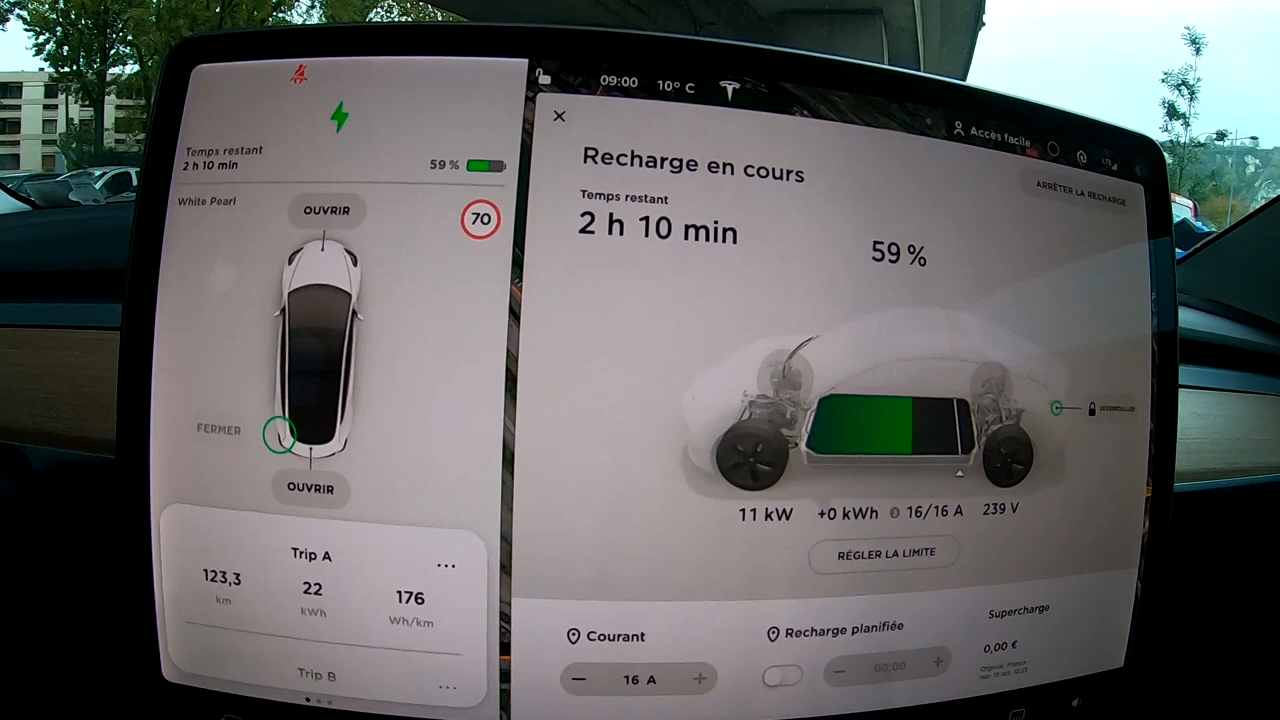 Temps restant
2 h 10 min
59 %
White Pearl
OUVRIR
70
FERMER
OUVRIR
Trip A
...
123,3
22
176
km
kWh
Wh/km
Trip B
...
09:00
10° C
Accès facile
LTE
×
Recharge en cours
ARRÊTER LA RECHARGE
Temps restant
2 h 10 min
59 %
DÉVERROUILLER
11 kW
+0 kWh
16/16 A
239 V
RÉGLER LA LIMITE
Courant
− 16 A +
Recharge planifiée
− 00:00 +
Supercharge
0,00 €